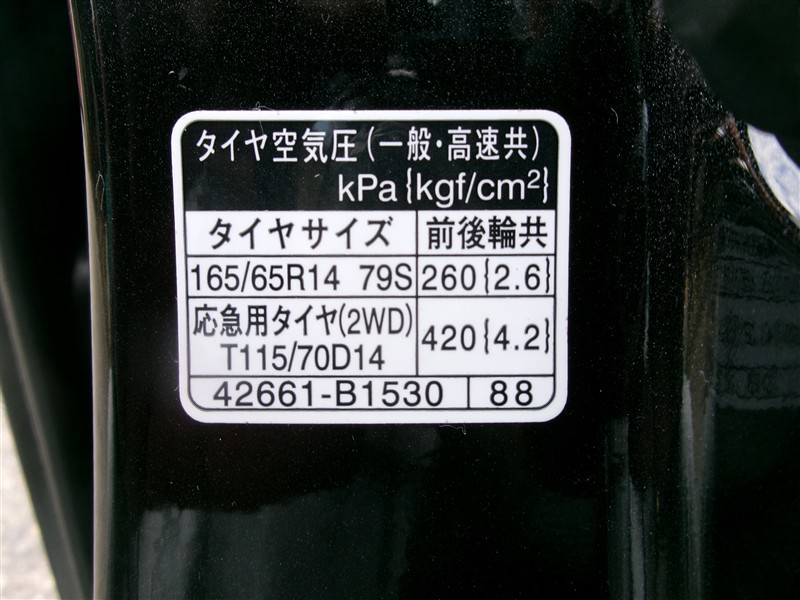 タイヤ空気圧(一般・高速共)
kPa{kgf/cm²}
タイヤサイズ 前後輪共
165/65R14 79S 260{2.6}
応急用タイヤ(2WD)
T115/70D14 420{4.2}
42661-B1530 88